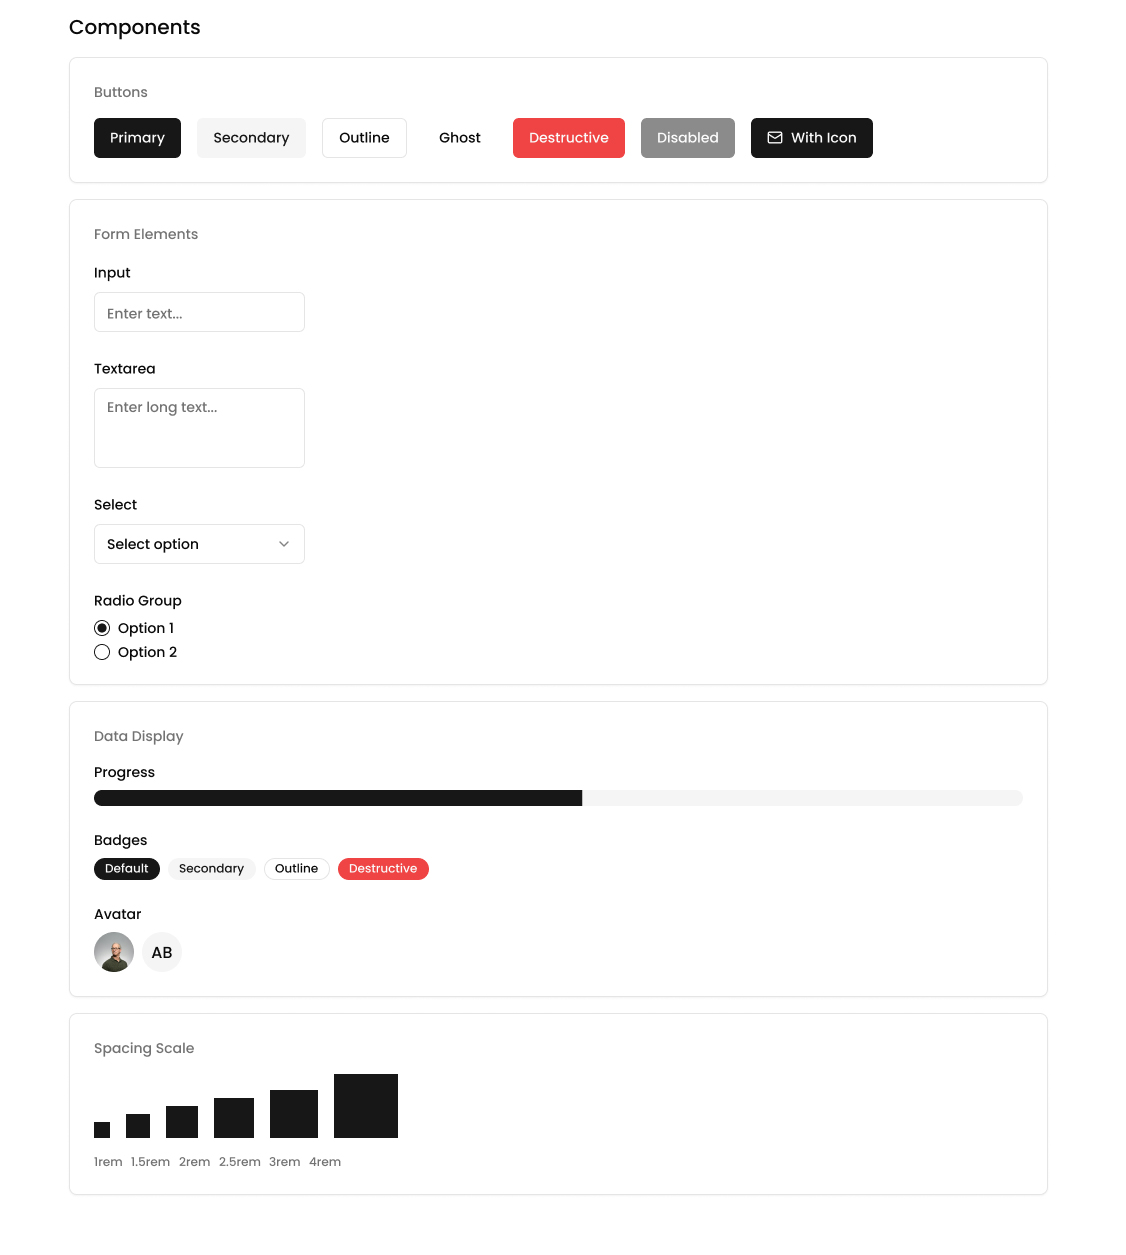 Components
Buttons
Primary Secondary Outline Ghost Destructive Disabled With Icon
Form Elements
Input
Enter text...
Textarea
Enter long text...
Select
Select option
Radio Group
Option 1
Option 2
Data Display
Progress
Badges
Default Secondary Outline Destructive
Avatar
AB
Spacing Scale
1rem 1.5rem 2rem 2.5rem 3rem 4rem